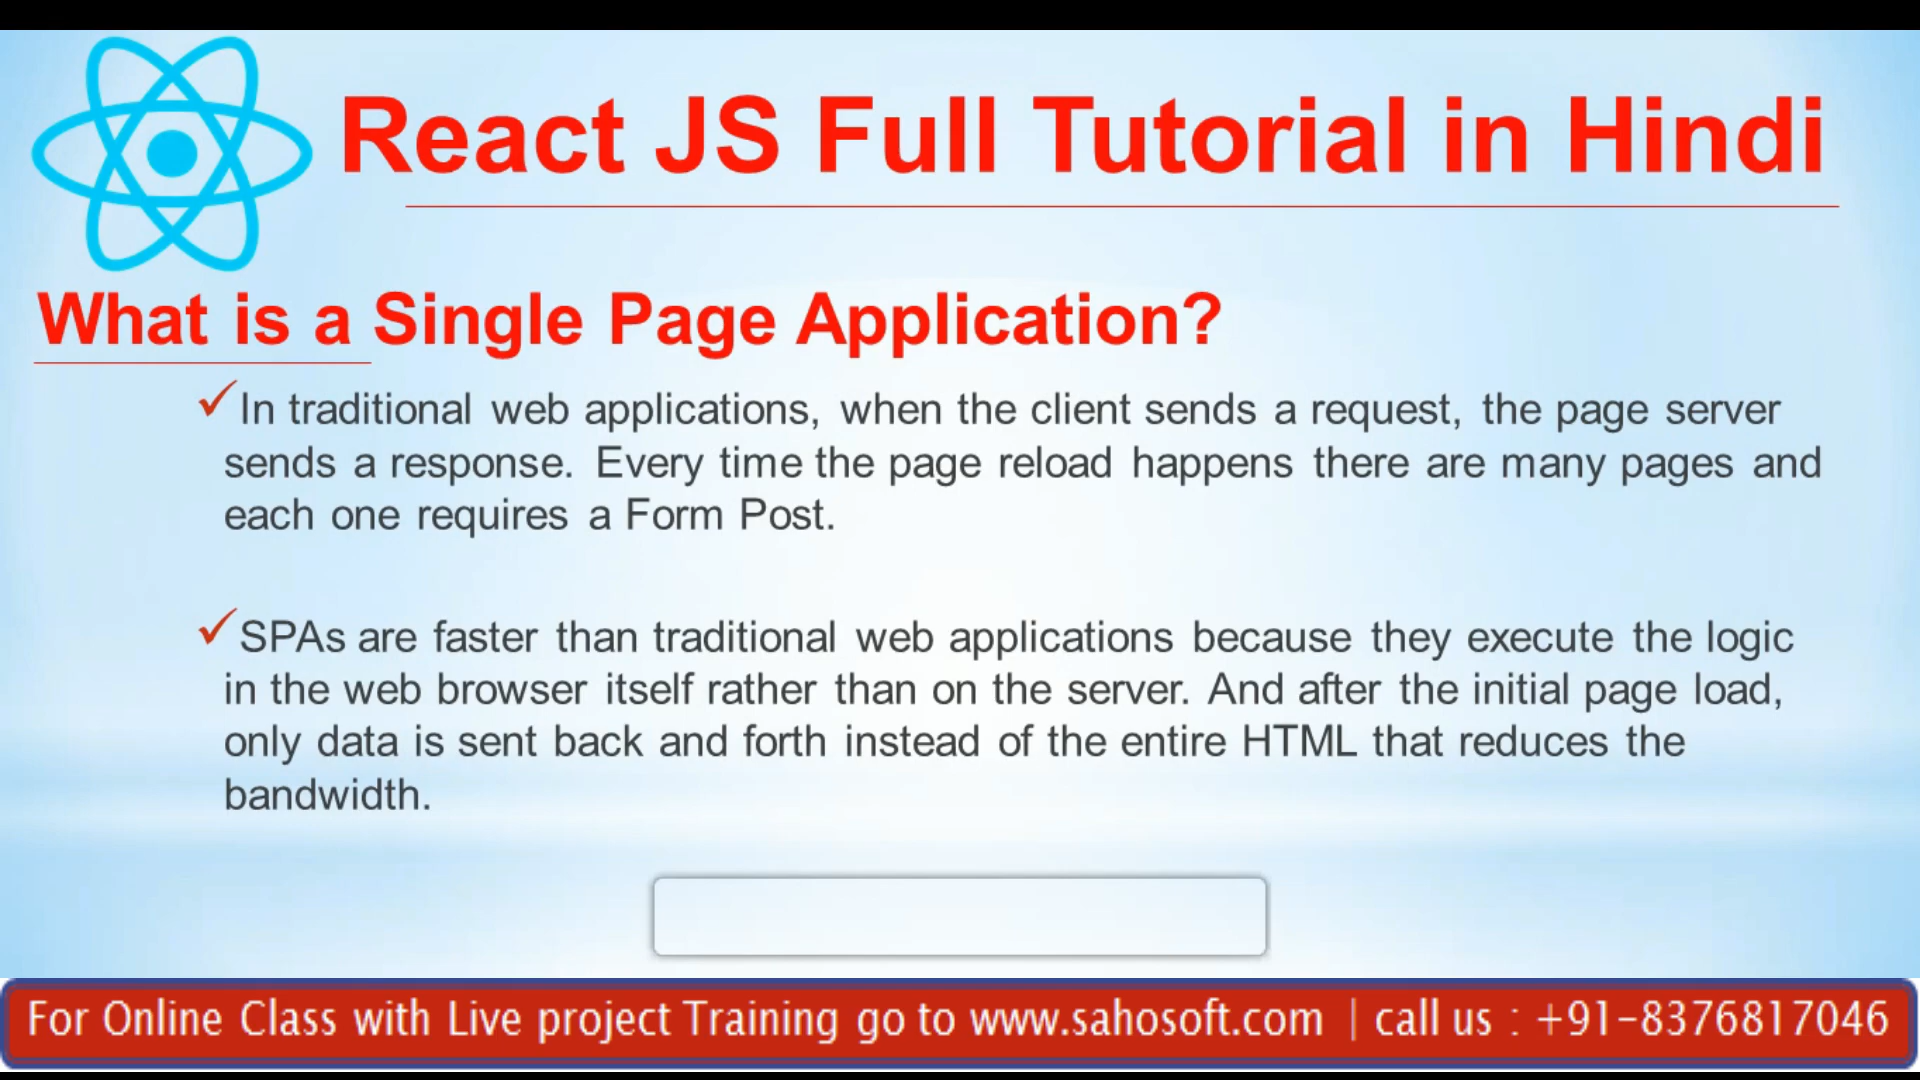 React JS Full Tutorial in Hindi
What is a Single Page Application?
In traditional web applications, when the client sends a request, the page server
sends a response. Every time the page reload happens there are many pages and
each one requires a Form Post.
SPAs are faster than traditional web applications because they execute the logic
in the web browser itself rather than on the server. And after the initial page load,
only data is sent back and forth instead of the entire HTML that reduces the
bandwidth.
For Online Class with Live project Training go to www.sahosoft.com | call us : +91-8376817046